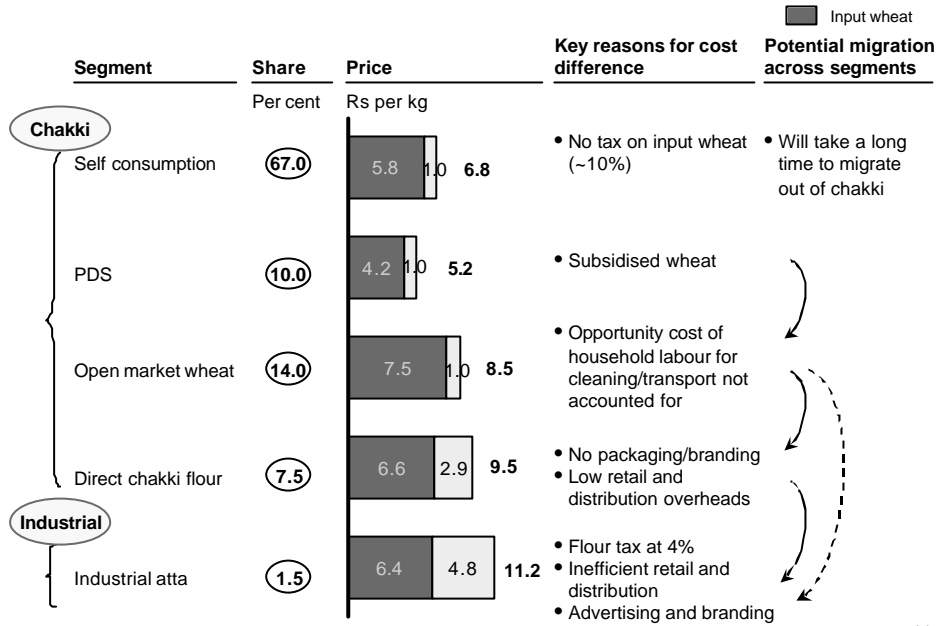 Input wheat
Key reasons for cost difference
Potential migration across segments
Segment
Share
Price
Per cent
Rs per kg
Chakki
Self consumption
67.0
5.8
1.0
6.8
• No tax on input wheat
(~10%)
• Will take a long
time to migrate
out of chakki
PDS
10.0
4.2
1.0
5.2
• Subsidised wheat
Open market wheat
14.0
7.5
1.0
8.5
• Opportunity cost of
household labour for
cleaning/transport not
accounted for
Direct chakki flour
7.5
6.6
2.9
9.5
• No packaging/branding
• Low retail and
distribution overheads
Industrial
Industrial atta
1.5
6.4
4.8
11.2
• Flour tax at 4%
• Inefficient retail and
distribution
• Advertising and branding